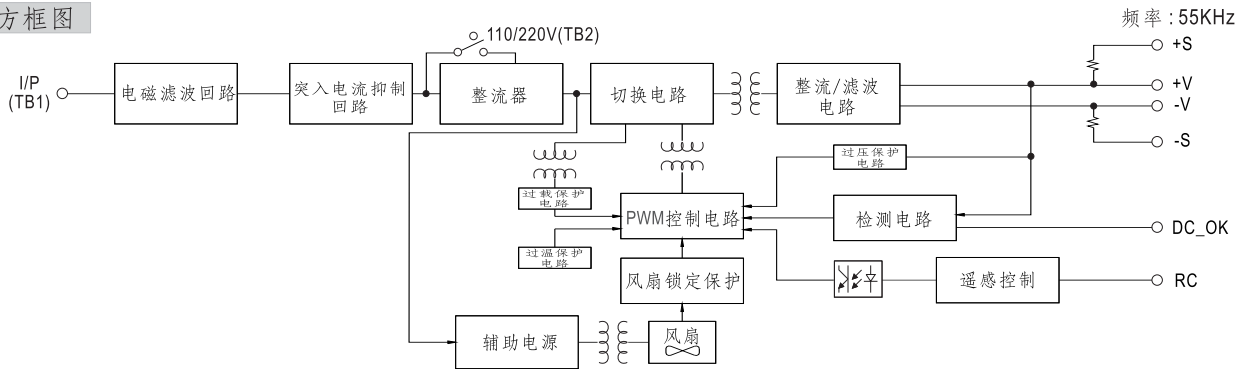 方框图
频率 : 55KHz
110/220V(TB2)
I/P
(TB1)
电磁滤波回路
突入电流抑制
回路
整流器
切换电路
整流/滤波
电路
+S
+V
-V
-S
过压保护
电路
过载保护
电路
PWM控制电路
检测电路
DC_OK
过温保护
电路
风扇锁定保护
遥感控制
RC
辅助电源
风扇